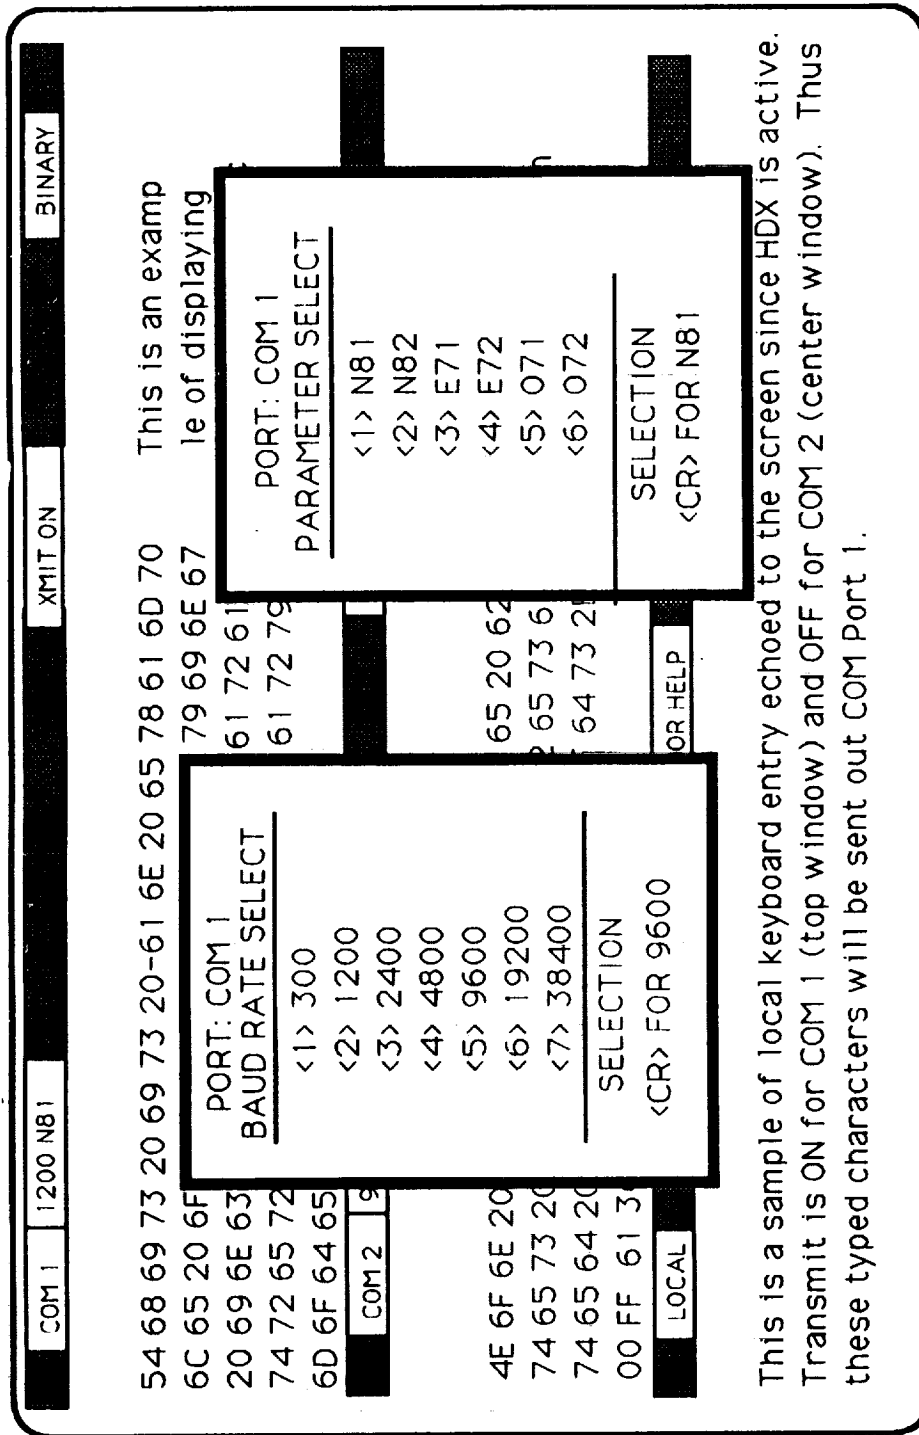 COM 1 1200 N81 XMIT ON BINARY
54 68 69 73 20 69 73 20-61 6E 20 65 78 61 6D 70 This is an examp
6C 65 20 6F 79 69 6E 67 le of displaying
20 69 6E 63 61 72 61
74 72 65 72 61 72 79
6D 6F 64 65
COM 2 9
4E 6F 6E 20 65 20 62
74 65 73 20 65 73 6
74 65 64 20 64 73 2
00 FF 61 3
LOCAL OR HELP
PORT: COM 1
BAUD RATE SELECT
<1> 300
<2> 1200
<3> 2400
<4> 4800
<5> 9600
<6> 19200
<7> 38400
SELECTION
<CR> FOR 9600
PORT: COM 1
PARAMETER SELECT
<1> N81
<2> N82
<3> E71
<4> E72
<5> O71
<6> O72
SELECTION
<CR> FOR N81
This is a sample of local keyboard entry echoed to the screen since HDX is active.
Transmit is ON for COM 1 (top window) and OFF for COM 2 (center window). Thus
these typed characters will be sent out COM Port 1.